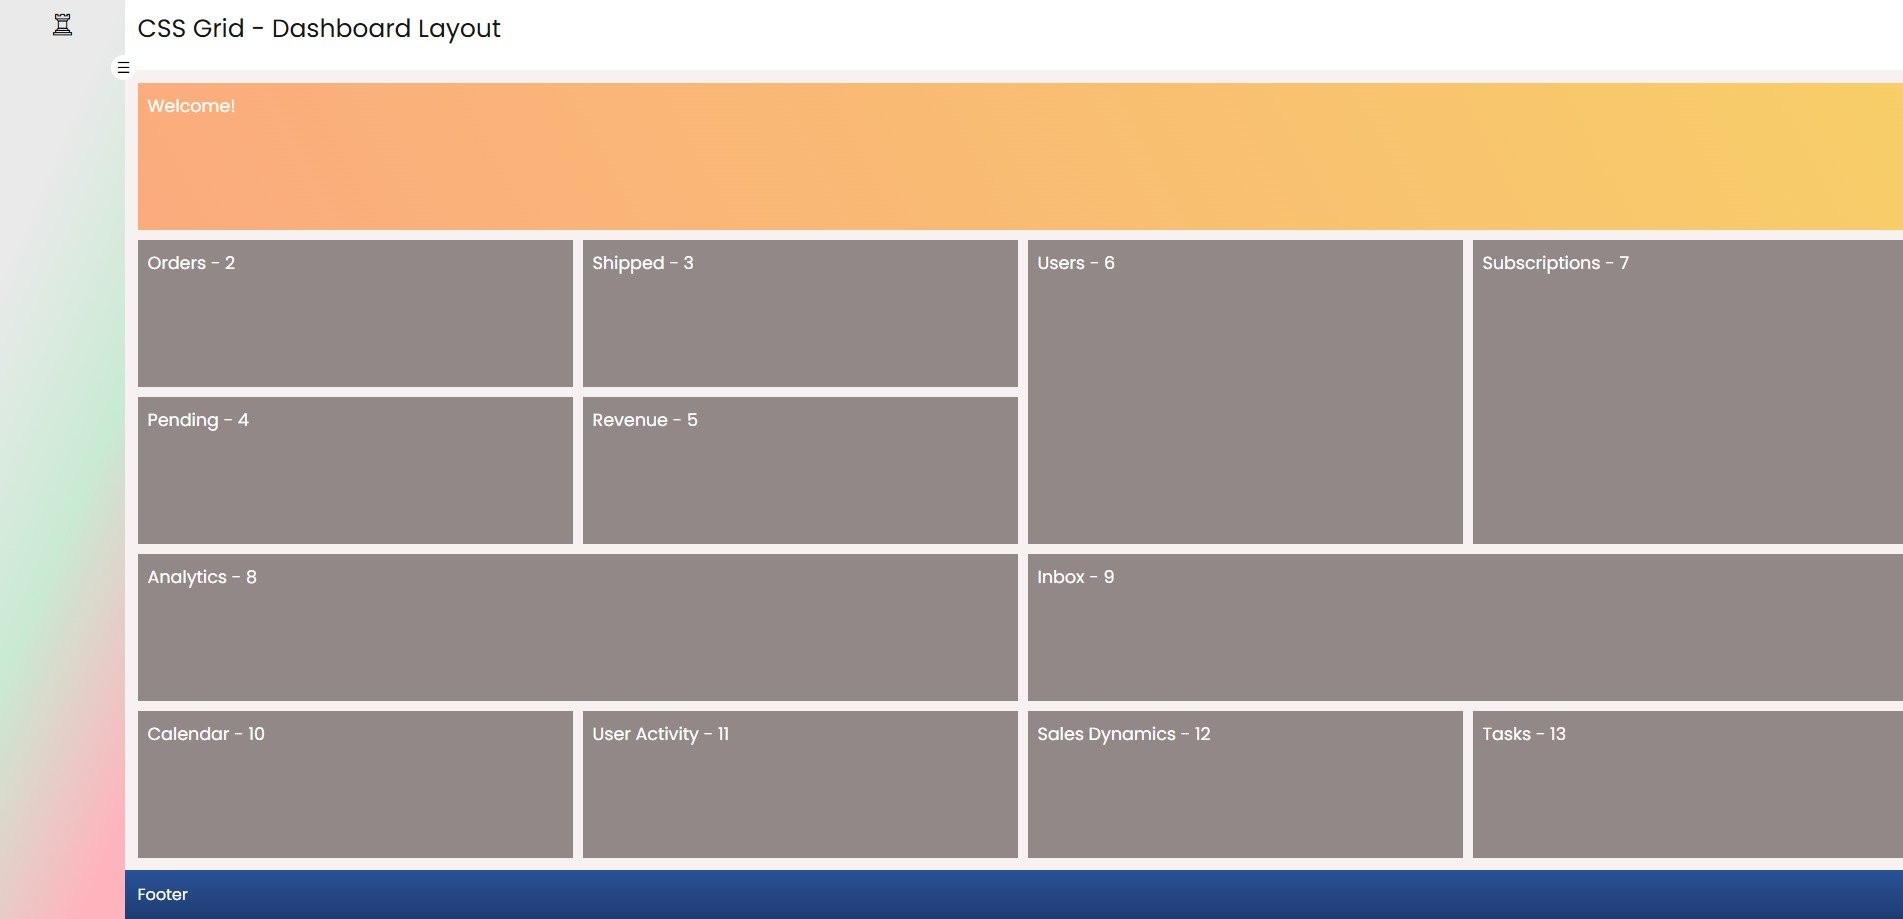 CSS Grid - Dashboard Layout
Welcome!
Orders - 2
Shipped - 3
Users - 6
Subscriptions - 7
Pending - 4
Revenue - 5
Analytics - 8
Inbox - 9
Calendar - 10
User Activity - 11
Sales Dynamics - 12
Tasks - 13
Footer